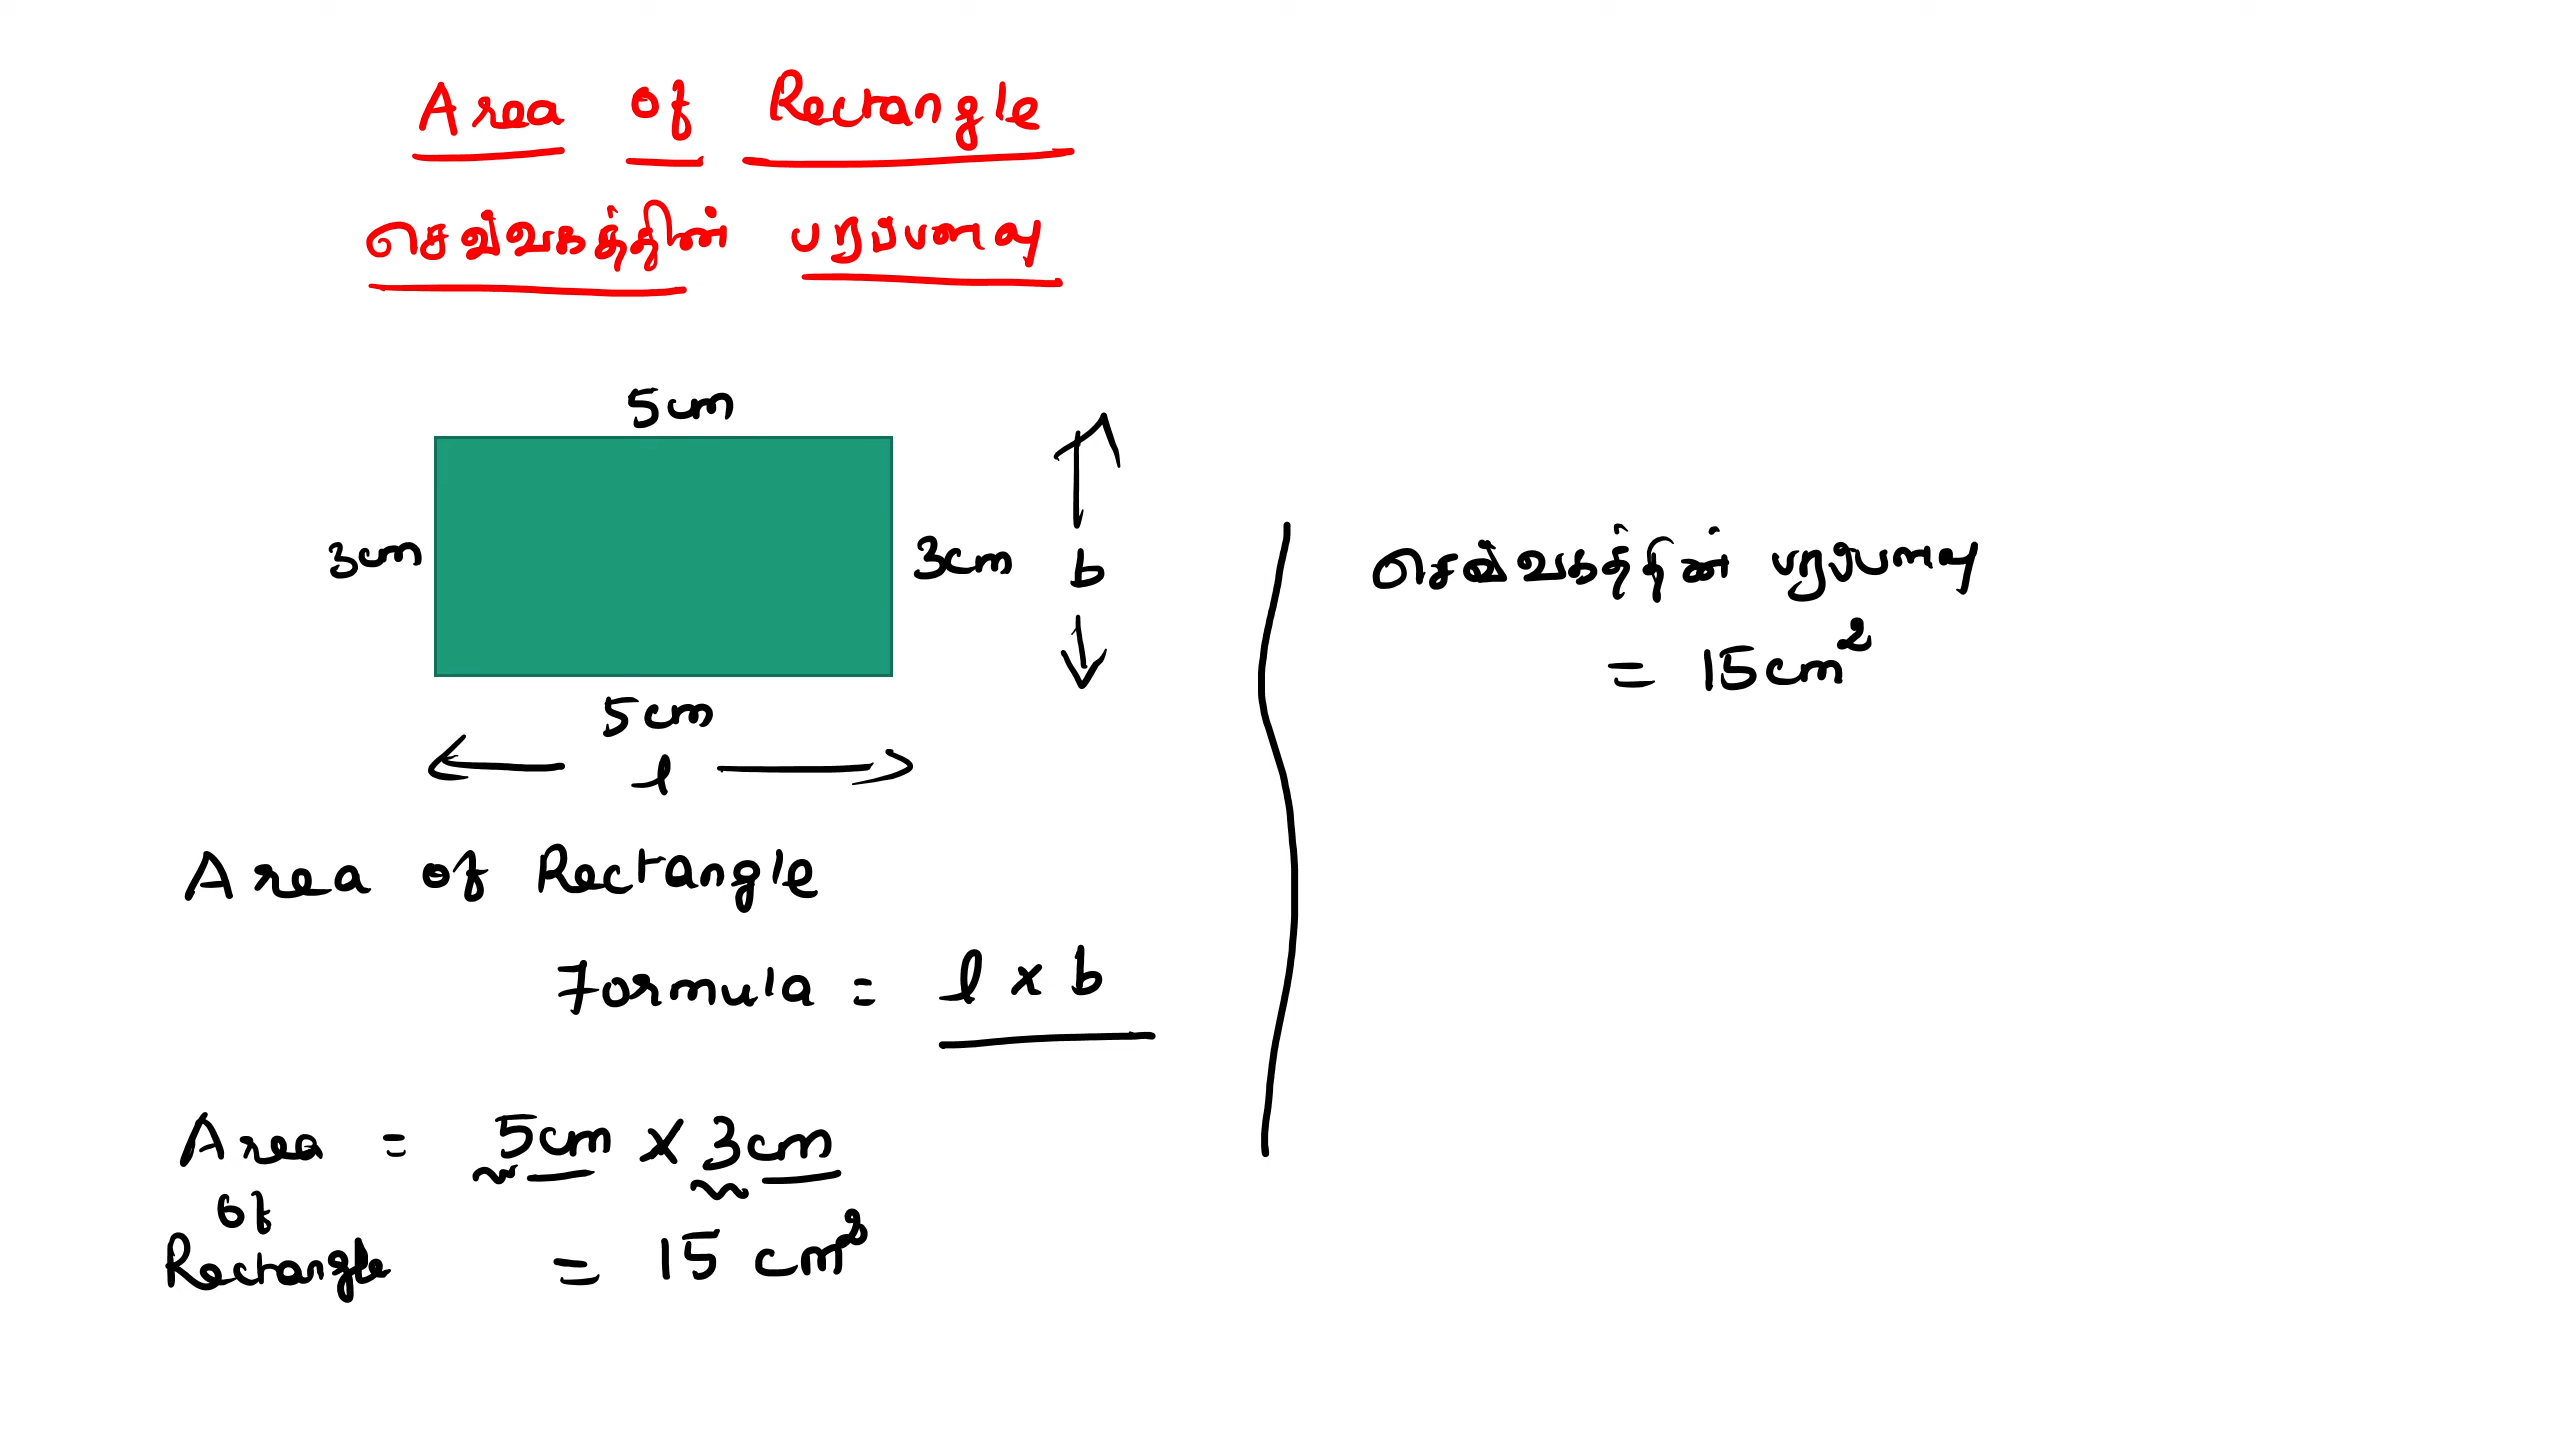 Area of Rectangle
செவ்வகத்தின் பரப்பளவு
5cm
3cm
3cm
b
5cm
l
Area of Rectangle
Formula = l x b
Area = 5cm x 3cm
of
Rectangle = 15 cm²
செவ்வகத்தின் பரப்பளவு
= 15cm²